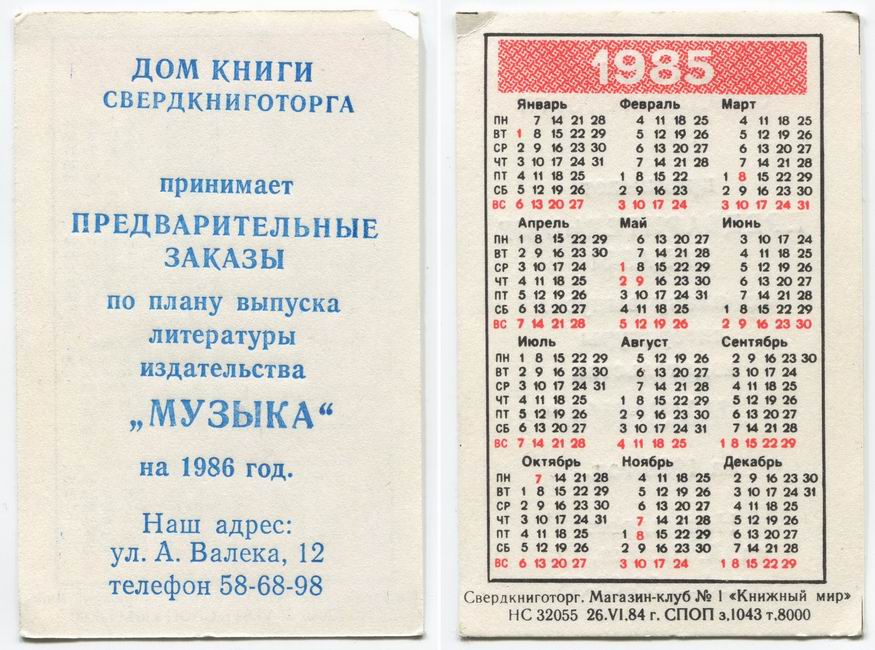 ДОМ КНИГИ
СВЕРДКНИГОТОРГА
принимает
ПРЕДВАРИТЕЛЬНЫЕ
ЗАКАЗЫ
по плану выпуска
литературы
издательства
„МУЗЫКА“
на 1986 год.
Наш адрес:
ул. А. Валека, 12
телефон 58-68-98
1985
Январь Февраль Март
ПН 7 14 21 28 4 11 18 25 4 11 18 25
ВТ 1 8 15 22 29 5 12 19 26 5 12 19 26
СР 2 9 16 23 30 6 13 20 27 6 13 20 27
ЧТ 3 10 17 24 31 7 14 21 28 7 14 21 28
ПТ 4 11 18 25 1 8 15 22 1 8 15 22 29
СБ 5 12 19 26 2 9 16 23 2 9 16 23 30
ВС 6 13 20 27 3 10 17 24 3 10 17 24 31
Апрель Май Июнь
ПН 1 8 15 22 29 6 13 20 27 3 10 17 24
ВТ 2 9 16 23 30 7 14 21 28 4 11 18 25
СР 3 10 17 24 1 8 15 22 29 5 12 19 26
ЧТ 4 11 18 25 2 9 16 23 30 6 13 20 27
ПТ 5 12 19 26 3 10 17 24 31 7 14 21 28
СБ 6 13 20 27 4 11 18 25 1 8 15 22 29
ВС 7 14 21 28 5 12 19 26 2 9 16 23 30
Июль Август Сентябрь
ПН 1 8 15 22 29 5 12 19 26 2 9 16 23 30
ВТ 2 9 16 23 30 6 13 20 27 3 10 17 24
СР 3 10 17 24 31 7 14 21 28 4 11 18 25
ЧТ 4 11 18 25 1 8 15 22 29 5 12 19 26
ПТ 5 12 19 26 2 9 16 23 30 6 13 20 27
СБ 6 13 20 27 3 10 17 24 31 7 14 21 28
ВС 7 14 21 28 4 11 18 25 1 8 15 22 29
Октябрь Ноябрь Декабрь
ПН 7 14 21 28 4 11 18 25 2 9 16 23 30
ВТ 1 8 15 22 29 5 12 19 26 3 10 17 24 31
СР 2 9 16 23 30 6 13 20 27 4 11 18 25
ЧТ 3 10 17 24 31 7 14 21 28 5 12 19 26
ПТ 4 11 18 25 1 8 15 22 29 6 13 20 27
СБ 5 12 19 26 2 9 16 23 30 7 14 21 28
ВС 6 13 20 27 3 10 17 24 1 8 15 22 29
Свердкниготорг. Магазин-клуб № 1 «Книжный мир»
НС 32055 26.VI.84 г. СПОП з,1043 т,8000